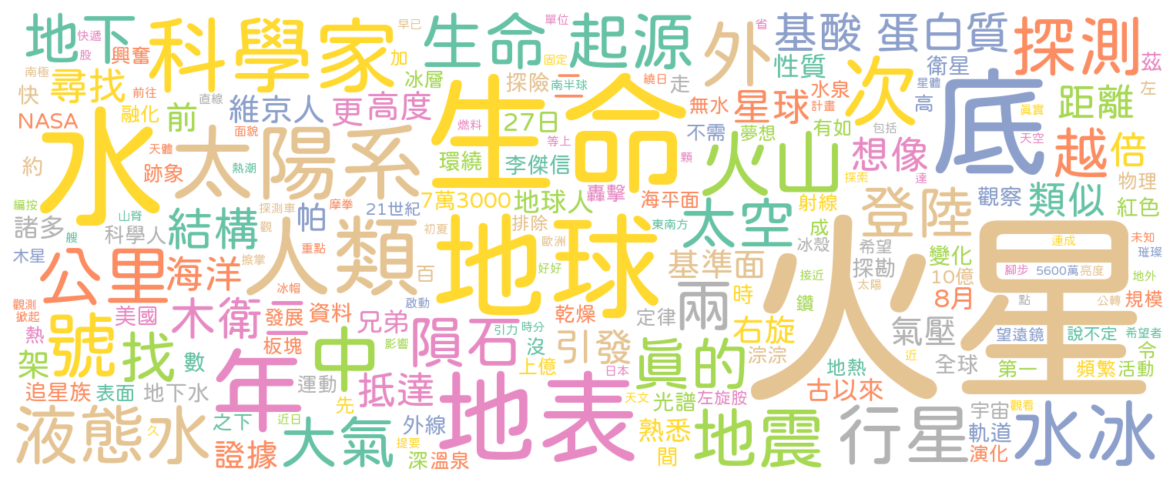 地下
快遞
股
興奮
科學家
早已
加
生命
起源
單位
固定
外
省
基酸
蛋白質
探測
茲
南極
尋找
前往
快
融化
直線
冰層
探險
南半球
二
繞日
走
性質
水泉
計畫
次
衛星
星體
高
底
距離
左
真實
天空
NASA
前
維京人
更
高度
燃料
等上
27日
生命
無水
星球
不需
夢想
有如
包括
越
倍
約
水
天體
跡象
面貌
熱潮
太陽系
環繞
李傑信
顆
火山
想像
探索
達
物理
編按
山脊
探測車
摩拳
觀
7萬3000
地球人
轟擊
海平面
射線
登陸
觀察
類似
紅色
諸多
科學人
艘
結構
帕
21世紀
初夏
排除
歐洲
東南方
太空
成
冰殼
希望
連成
未知
璀璨
木星
擦掌
人類
重點
地球
好好
基準面
接近
探勘
太陽
變化
腳步
5600萬
亮度
地外
公里
海洋
冰帽
百
啟動
兩
時
鑽
10億
8月
點
公轉
規模
觀測
掀起
美國
木衛二
發展
資料
兄弟
隕石
引力
時分
乾燥
定律
右旋
氣壓
火星
望遠鏡
說不定
希望者
令
熱
號
找
板塊
中
影響
沒
引發
淙淙
近
全球
第一
頻繁
活動
架
數
年
上億
日本
真的
地熱
追星族
表面
地下水
運動
先
抵達
地表
天文
光譜
左旋胺
古以來
液態水
久
之下
近日
大氣
提要
外線
熟悉
地震
行星
宇宙
觀看
軌道
水冰
證據
深
溫泉
間
演化